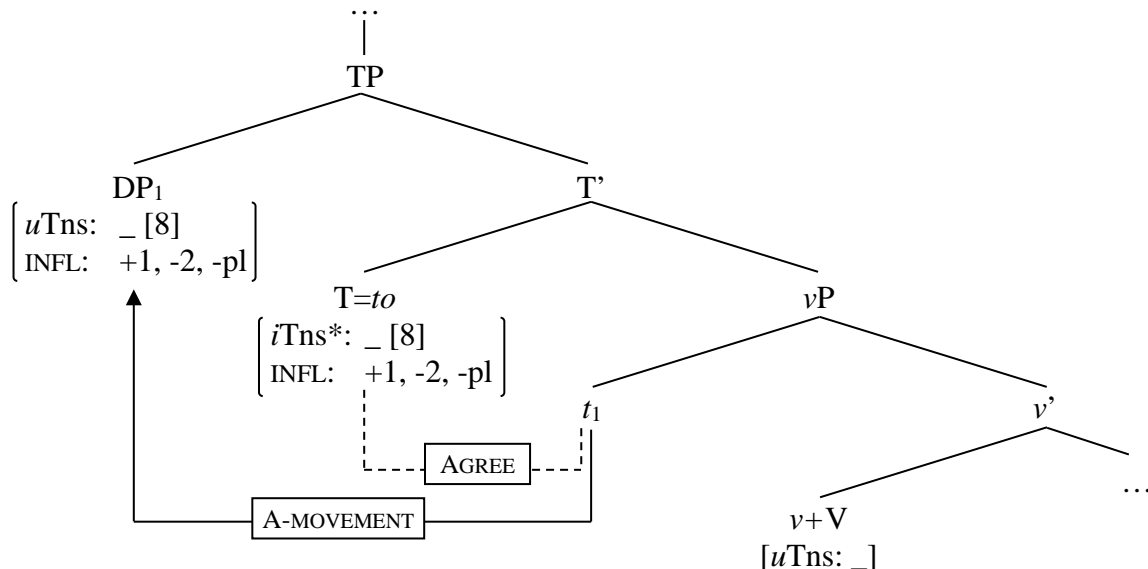 …
TP
DP₁
T’
uTns: _ [8]
INFL: +1, -2, -pl
T=to
vP
iTns*: _ [8]
INFL: +1, -2, -pl
t₁
v’
AGREE
…
A-MOVEMENT
v+V
[uTns: _]